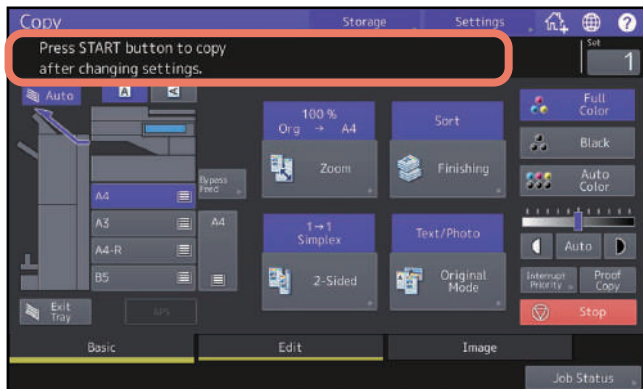 Copy
Storage
Settings
?
Press START button to copy
after changing settings.
Set
1
Auto
A
A
100 %
Org → A4
Zoom
Sort
Finishing
Full
Color
Black
Auto
Color
Bypass
Feed
A4
A3
A4-R
B5
A4
1→1
Simplex
2-Sided
Text/Photo
Original
Mode
Auto
Interrupt
Priority
Proof
Copy
Exit
Tray
APS
Stop
Basic
Edit
Image
Job Status